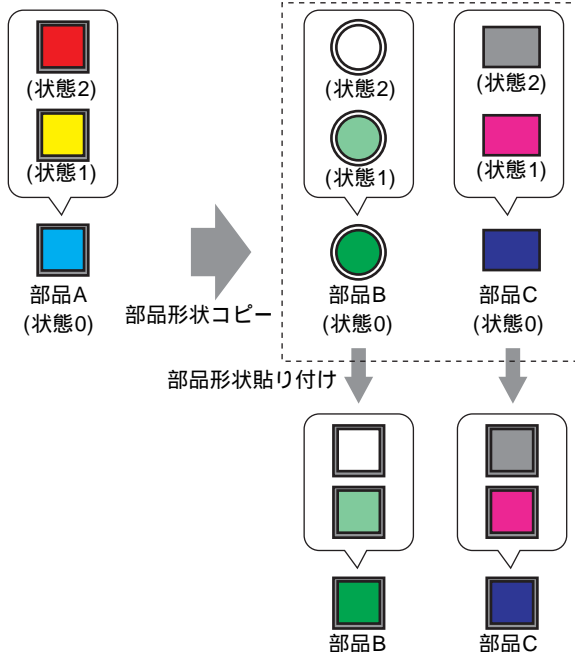 (状態2)
(状態1)
部品A
(状態0)
部品形状コピー
(状態2)
(状態1)
部品B
(状態0)
(状態2)
(状態1)
部品C
(状態0)
部品形状貼り付け
部品B
部品C